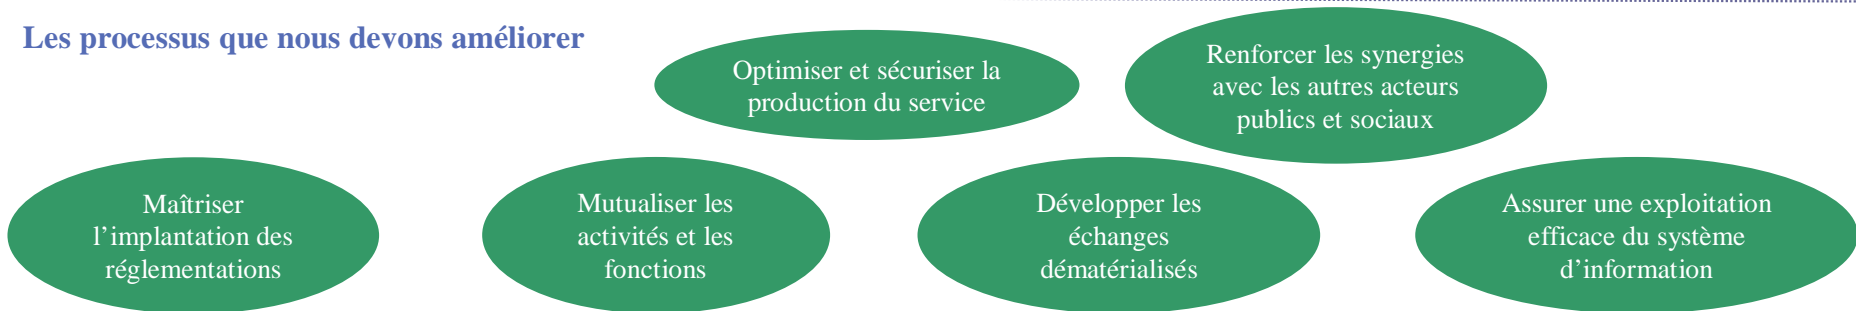 Les processus que nous devons améliorer
Optimiser et sécuriser la
production du service
Renforcer les synergies
avec les autres acteurs
publics et sociaux
Maîtriser
l’implantation des
réglementations
Mutualiser les
activités et les
fonctions
Développer les
échanges
dématérialisés
Assurer une exploitation
efficace du système
d’information